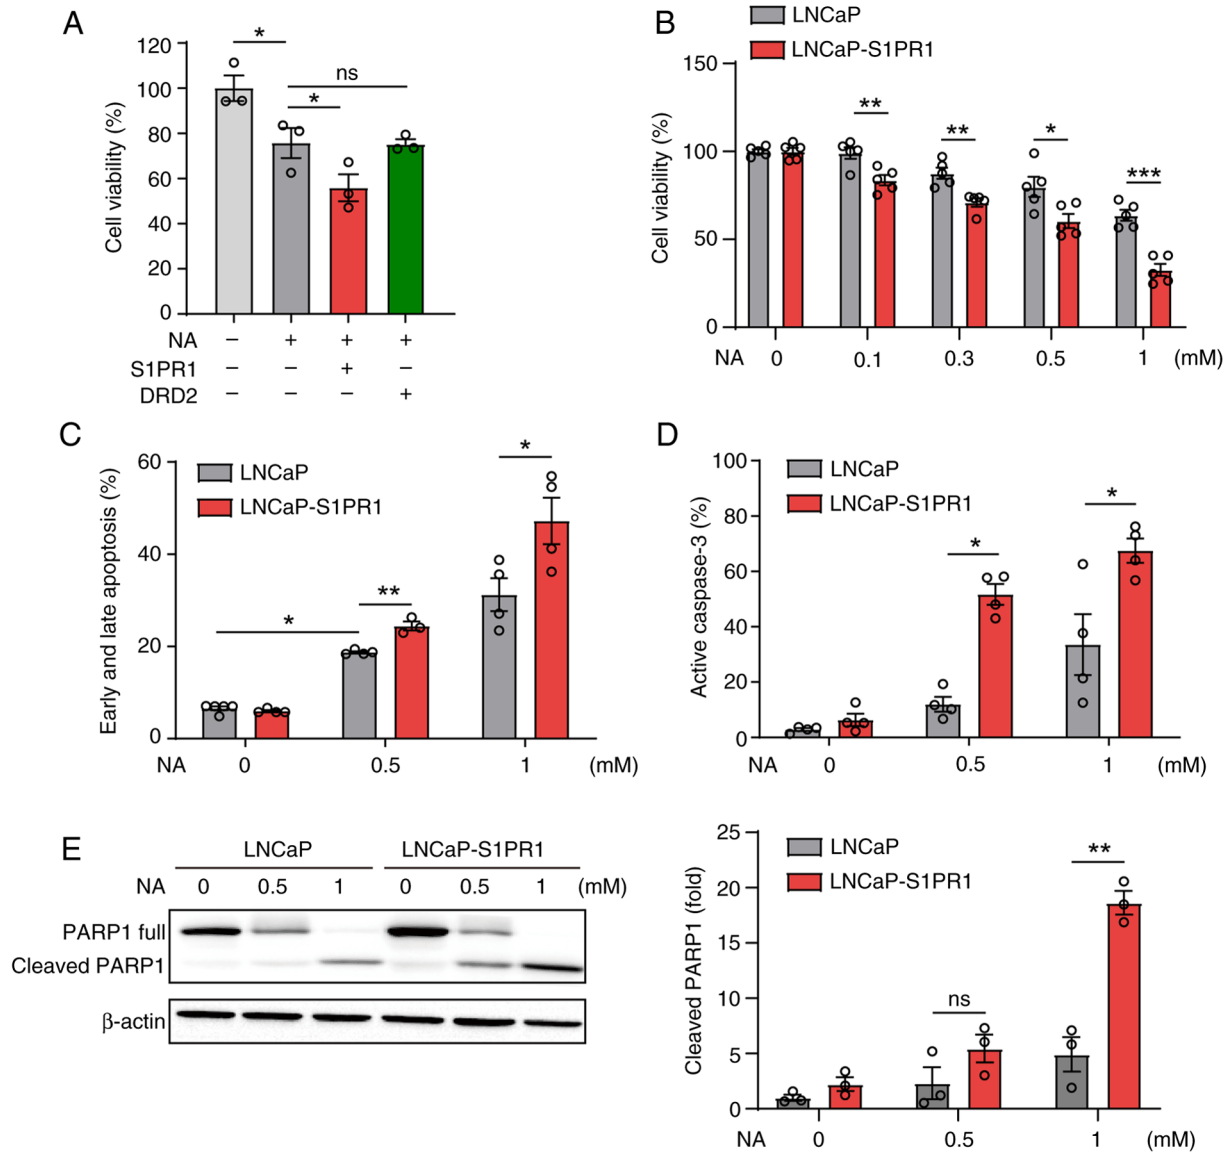 A
Cell viability (%)
120
100
80
60
40
20
0
*
*
ns
NA − + + +
S1PR1 − − + −
DRD2 − − − +
B
LNCaP
LNCaP-S1PR1
Cell viability (%)
150
100
50
0
**
**
*
***
NA 0 0.1 0.3 0.5 1 (mM)
C
LNCaP
LNCaP-S1PR1
Early and late apoptosis (%)
60
40
20
0
*
**
*
NA 0 0.5 1 (mM)
D
LNCaP
LNCaP-S1PR1
Active caspase-3 (%)
100
80
60
40
20
0
*
*
NA 0 0.5 1 (mM)
E
LNCaP LNCaP-S1PR1
NA 0 0.5 1 0 0.5 1 (mM)
PARP1 full
Cleaved PARP1
β-actin
LNCaP
LNCaP-S1PR1
Cleaved PARP1 (fold)
25
20
15
10
5
0
ns
**
NA 0 0.5 1 (mM)